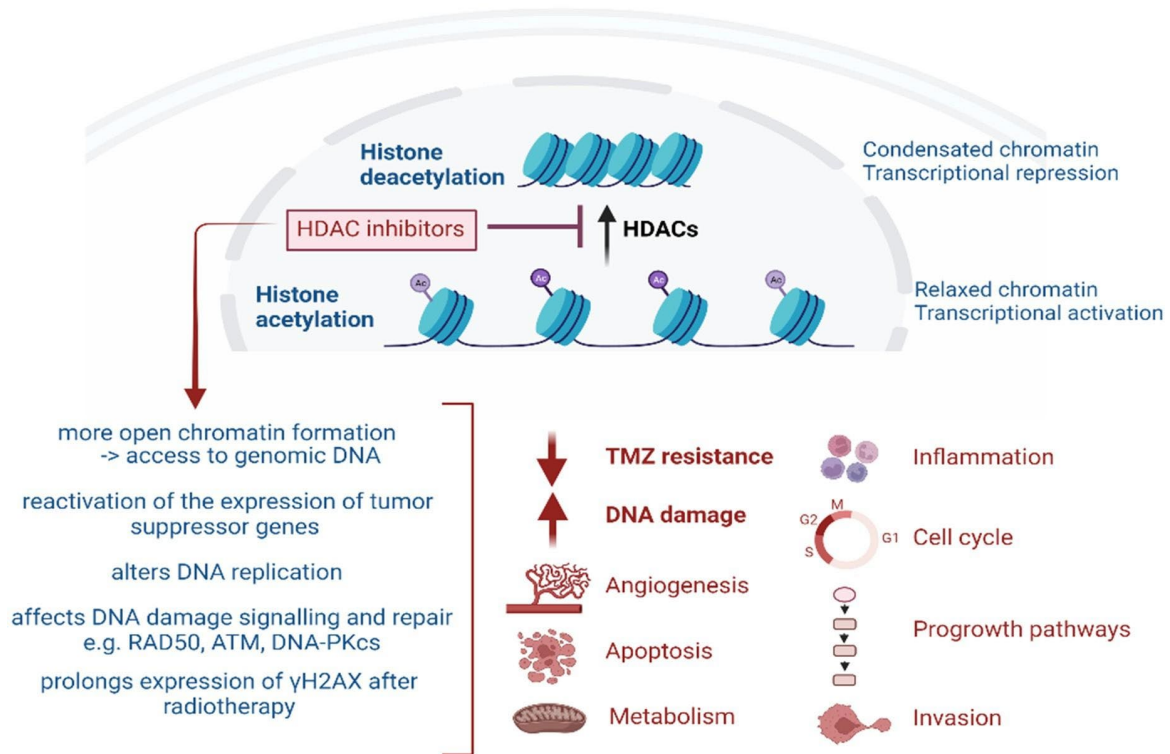 Histone
deacetylation
Condensated chromatin
Transcriptional repression
HDAC inhibitors
HDACs
Ac
Ac
Ac
Ac
Histone
acetylation
Relaxed chromatin
Transcriptional activation
more open chromatin formation
-> access to genomic DNA
reactivation of the expression of tumor
suppressor genes
alters DNA replication
affects DNA damage signalling and repair
e.g. RAD50, ATM, DNA-PKcs
prolongs expression of γH2AX after
radiotherapy
TMZ resistance
DNA damage
Angiogenesis
Apoptosis
Metabolism
Inflammation
M
G2
G1
S
Cell cycle
Progrowth pathways
Invasion